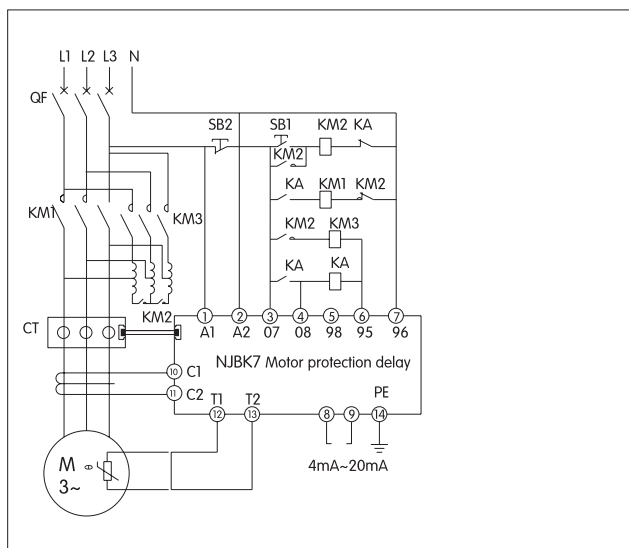 L1 L2 L3 N
QF
SB2 SB1 KM2 KA
KM2
KA KM1 KM2
KM1 KM3
KM2 KM3
KA KA
KM2
CT
1 2 3 4 5 6 7
A1 A2 07 08 98 95 96
NJBK7 Motor protection delay
10 C1
11 C2
T1 T2 PE
12 13 8 9 14
4mA~20mA
M
3~